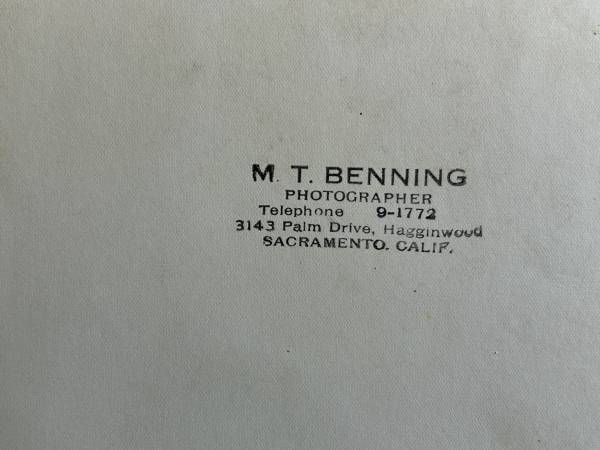 M. T. BENNING
PHOTOGRAPHER
Telephone 9-1772
3143 Palm Drive, Hagginwood
SACRAMENTO. CALIF.